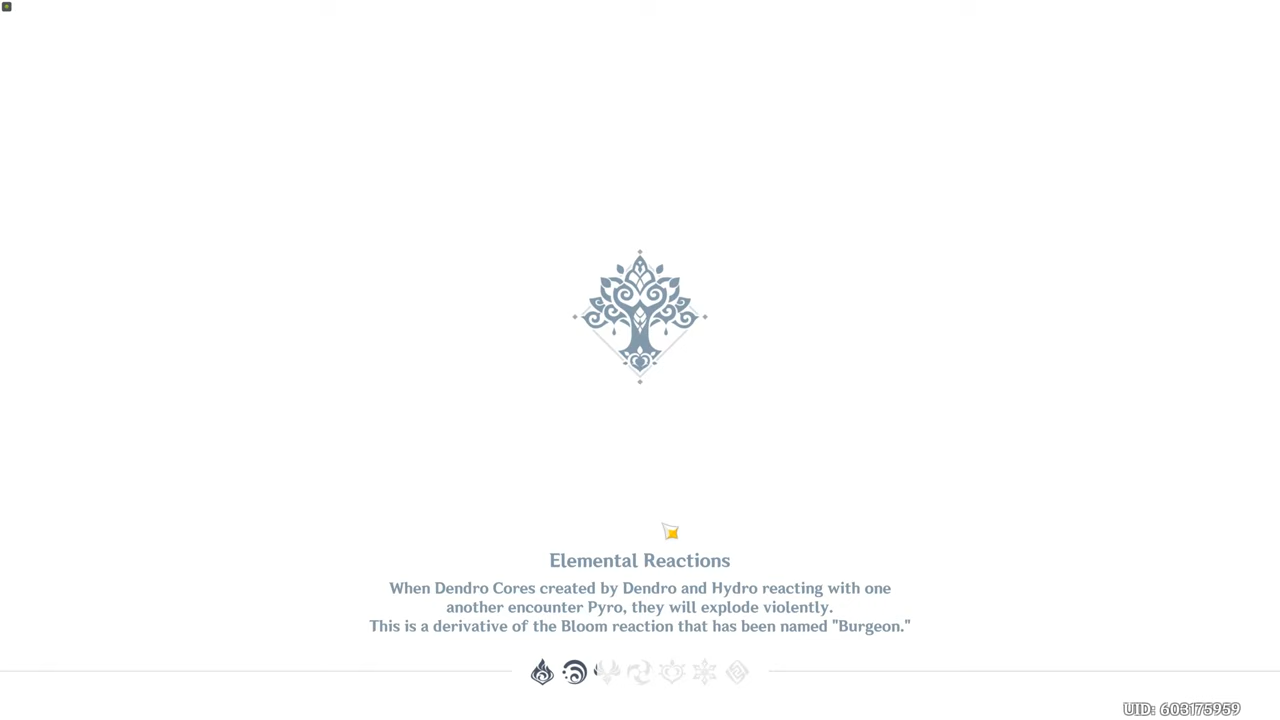 Elemental Reactions
When Dendro Cores created by Dendro and Hydro reacting with one
another encounter Pyro, they will explode violently.
This is a derivative of the Bloom reaction that has been named "Burgeon."
UID: 603175959